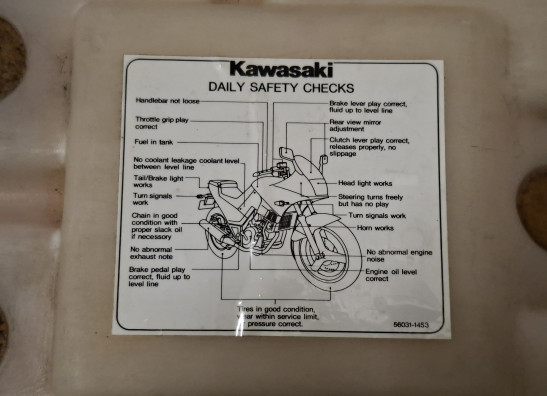 Kawasaki
DAILY SAFETY CHECKS
Handlebar not loose
Throttle grip play
correct
Fuel in tank
No coolant leakage coolant level
between level line
Tail/Brake light
works
Turn signals
work
Chain in good
condition with
proper slack oil
if necessary
No abnormal
exhaust note
Brake pedal play
correct, fluid up to
level line
Brake lever play correct,
fluid up to level line
Rear view mirror
adjustment
Clutch lever play correct,
releases properly, no
slippage
Head light works
Steering turns freely
but has no play
Turn signals work
Horn works
No abnormal engine
noise
Engine oil level
correct
Tires in good condition,
wear within service limit,
pressure correct.
56031-1453